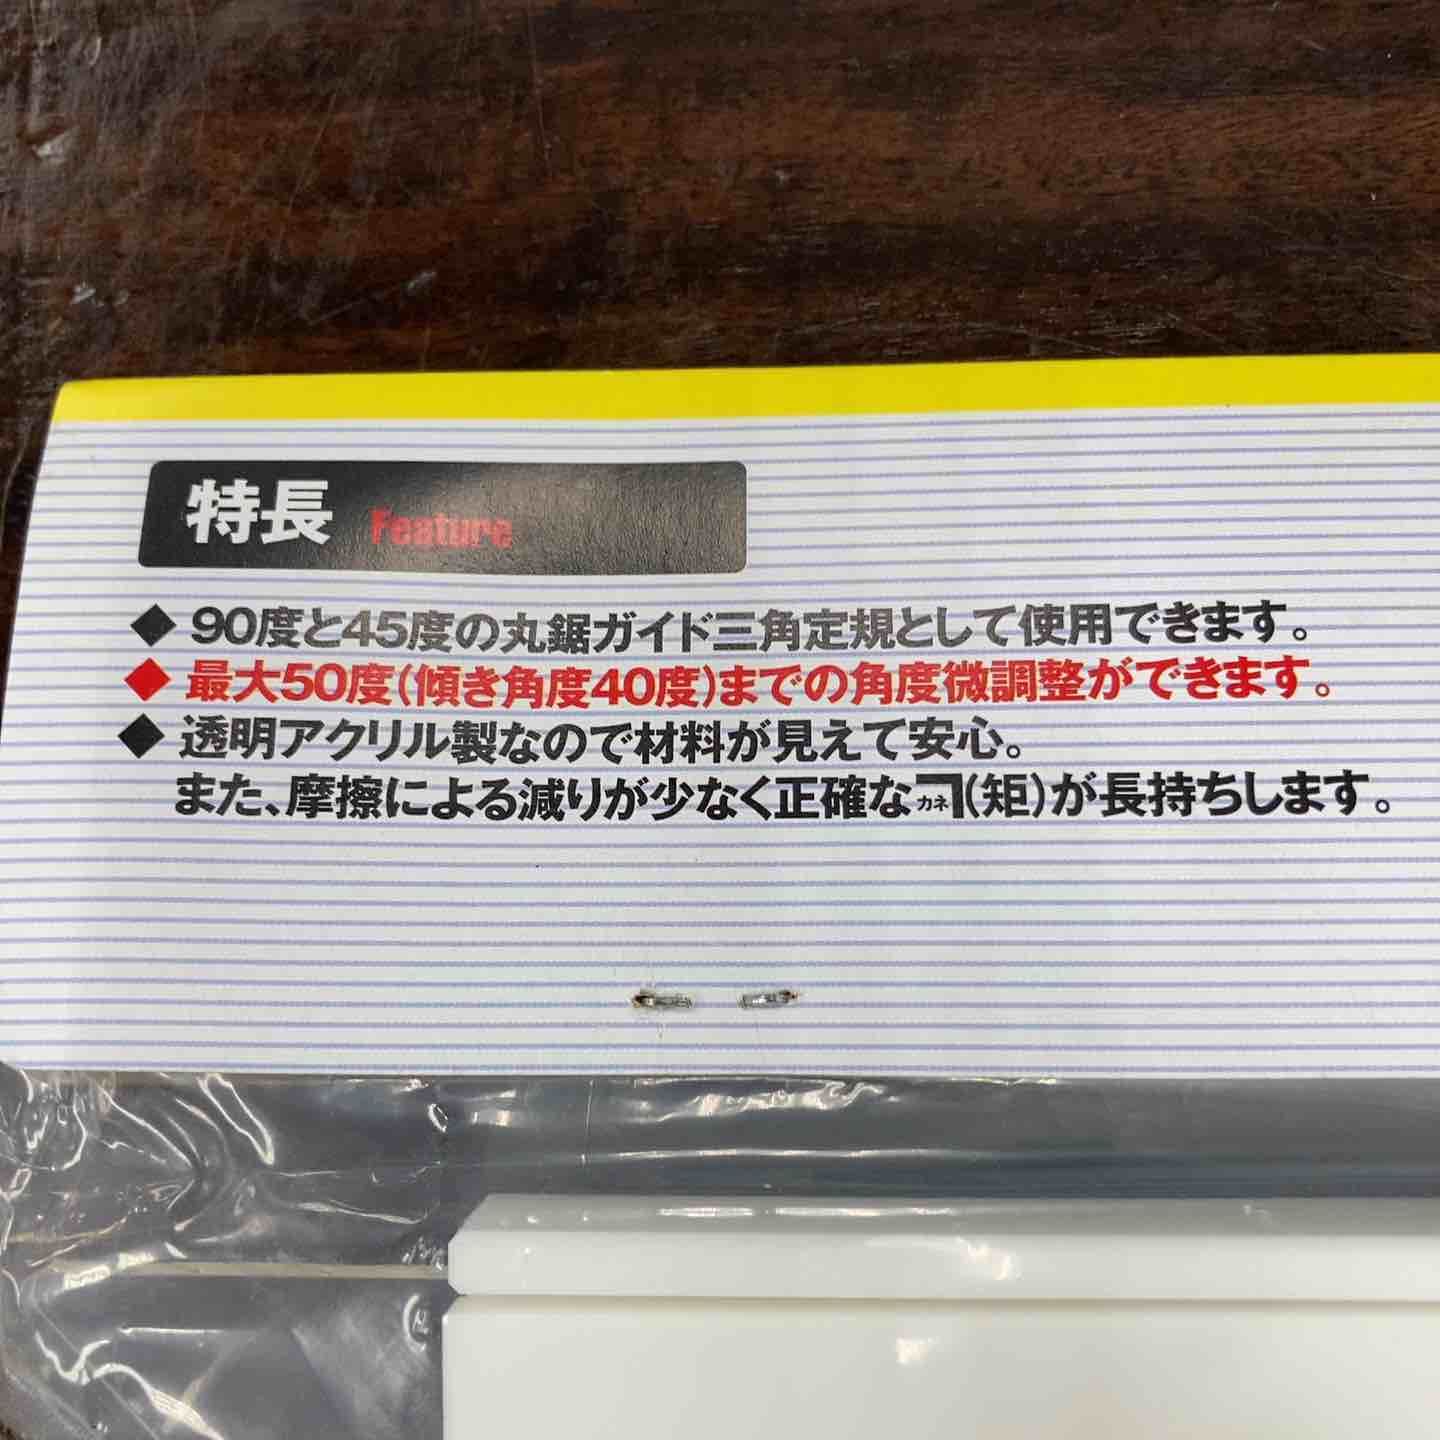 特長 Feature
◆ 90度と45度の丸鋸ガイド三角定規として使用できます。
◆ 最大50度(傾き角度40度)までの角度微調整ができます。
◆ 透明アクリル製なので材料が見えて安心。
また、摩擦による減りが少なく正確なカネ(矩)が長持ちします。